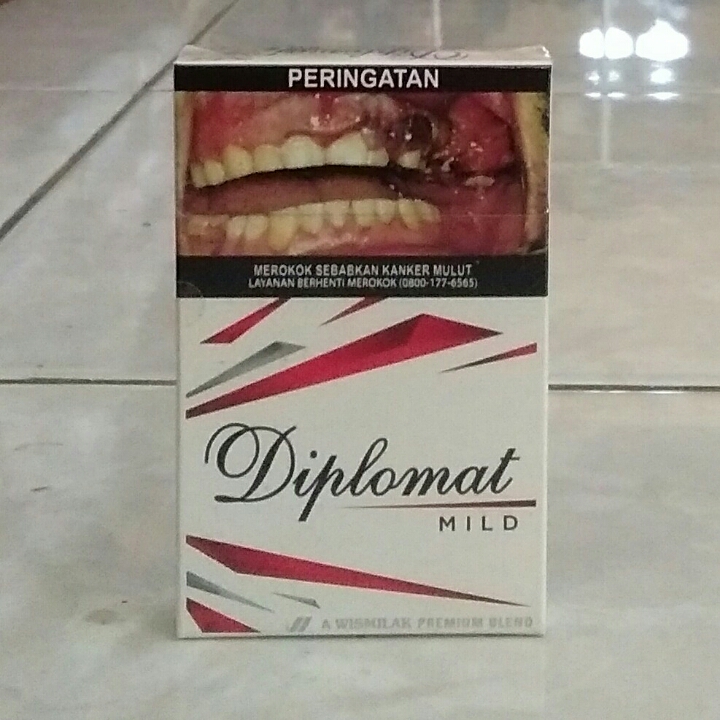 PERINGATAN
MEROKOK SEBABKAN KANKER MULUT
LAYANAN BERHENTI MEROKOK (0800-177-6565)
Diplomat
MILD
A WISMILAK PREMIUM BLEND